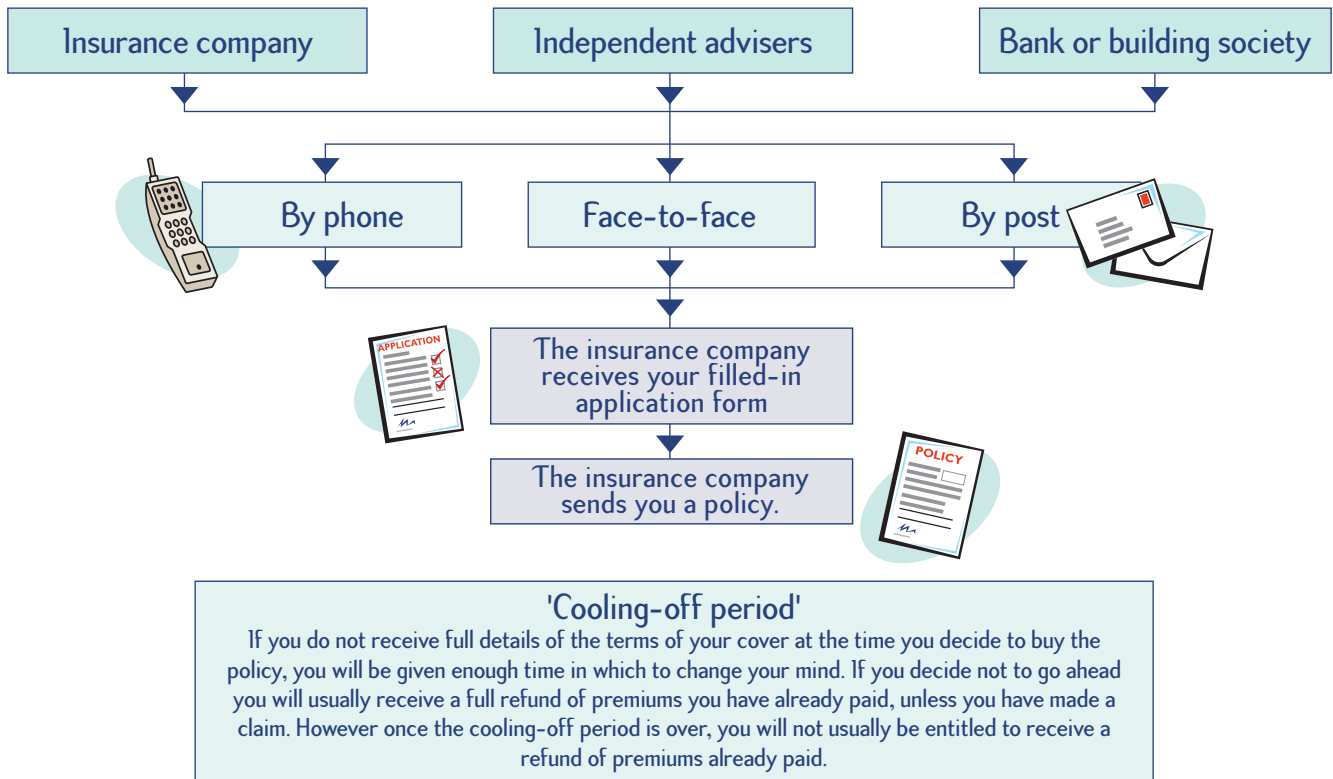 Insurance company
Independent advisers
Bank or building society
By phone
Face-to-face
By post
APPLICATION
The insurance company
receives your filled-in
application form
POLICY
The insurance company
sends you a policy.
'Cooling-off period'
If you do not receive full details of the terms of your cover at the time you decide to buy the
policy, you will be given enough time in which to change your mind. If you decide not to go ahead
you will usually receive a full refund of premiums you have already paid, unless you have made a
claim. However once the cooling-off period is over, you will not usually be entitled to receive a
refund of premiums already paid.